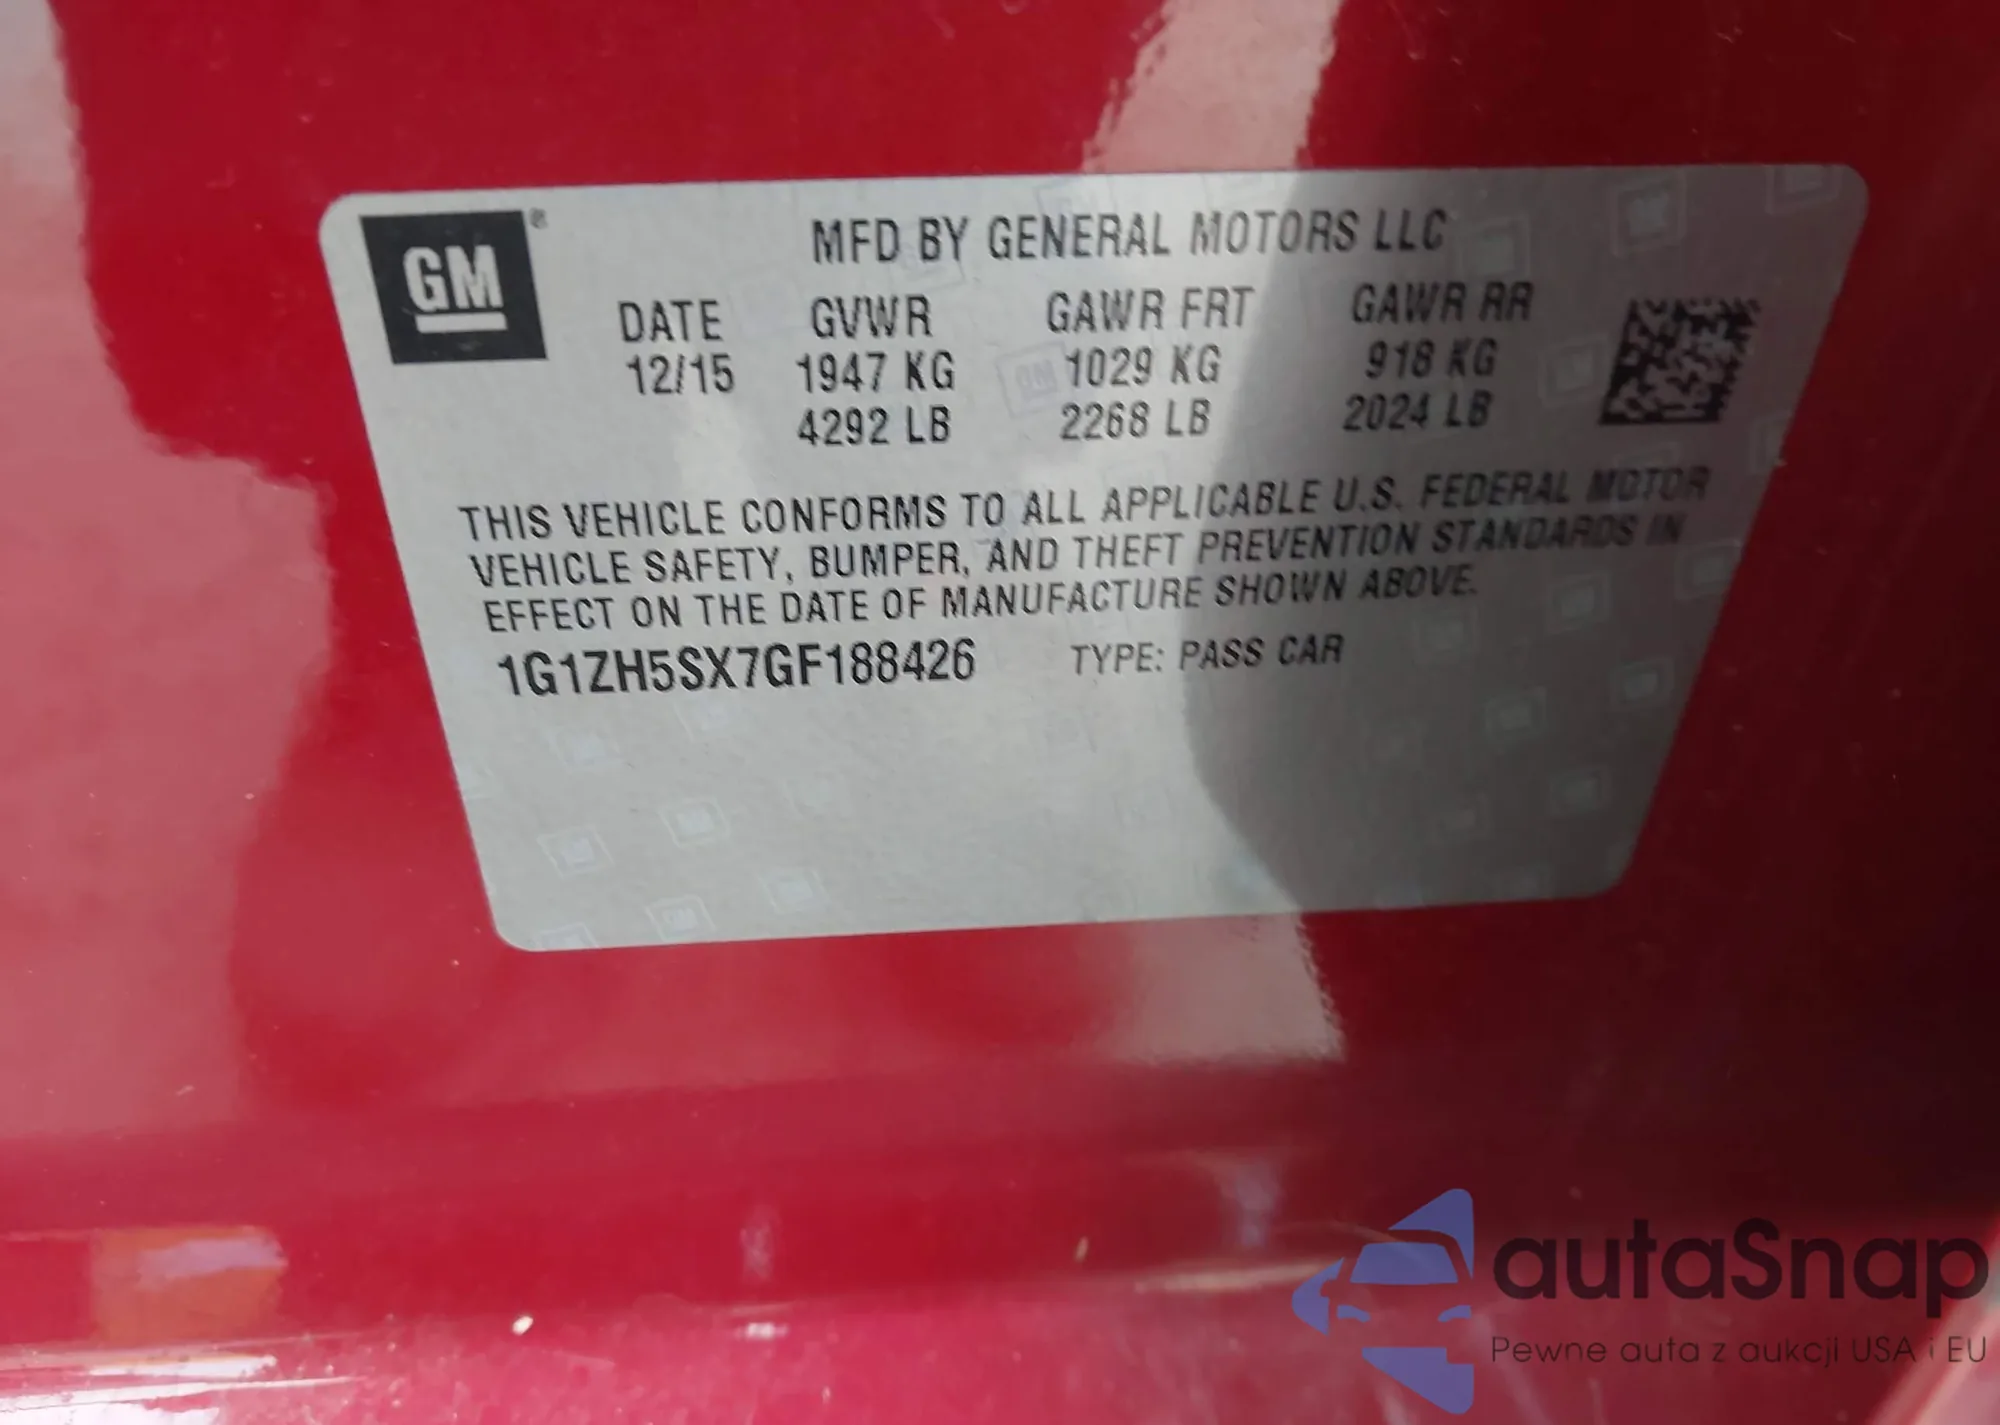 GM®
MFD BY GENERAL MOTORS LLC
DATE GVWR GAWR FRT GAWR RR
12/15 1947 KG 1029 KG 918 KG
4292 LB 2268 LB 2024 LB
THIS VEHICLE CONFORMS TO ALL APPLICABLE U.S. FEDERAL MOTOR
VEHICLE SAFETY, BUMPER, AND THEFT PREVENTION STANDARDS IN
EFFECT ON THE DATE OF MANUFACTURE SHOWN ABOVE.
1G1ZH5SX7GF188426 TYPE: PASS CAR
autaSnap
Pewne auta z aukcji USA i EU